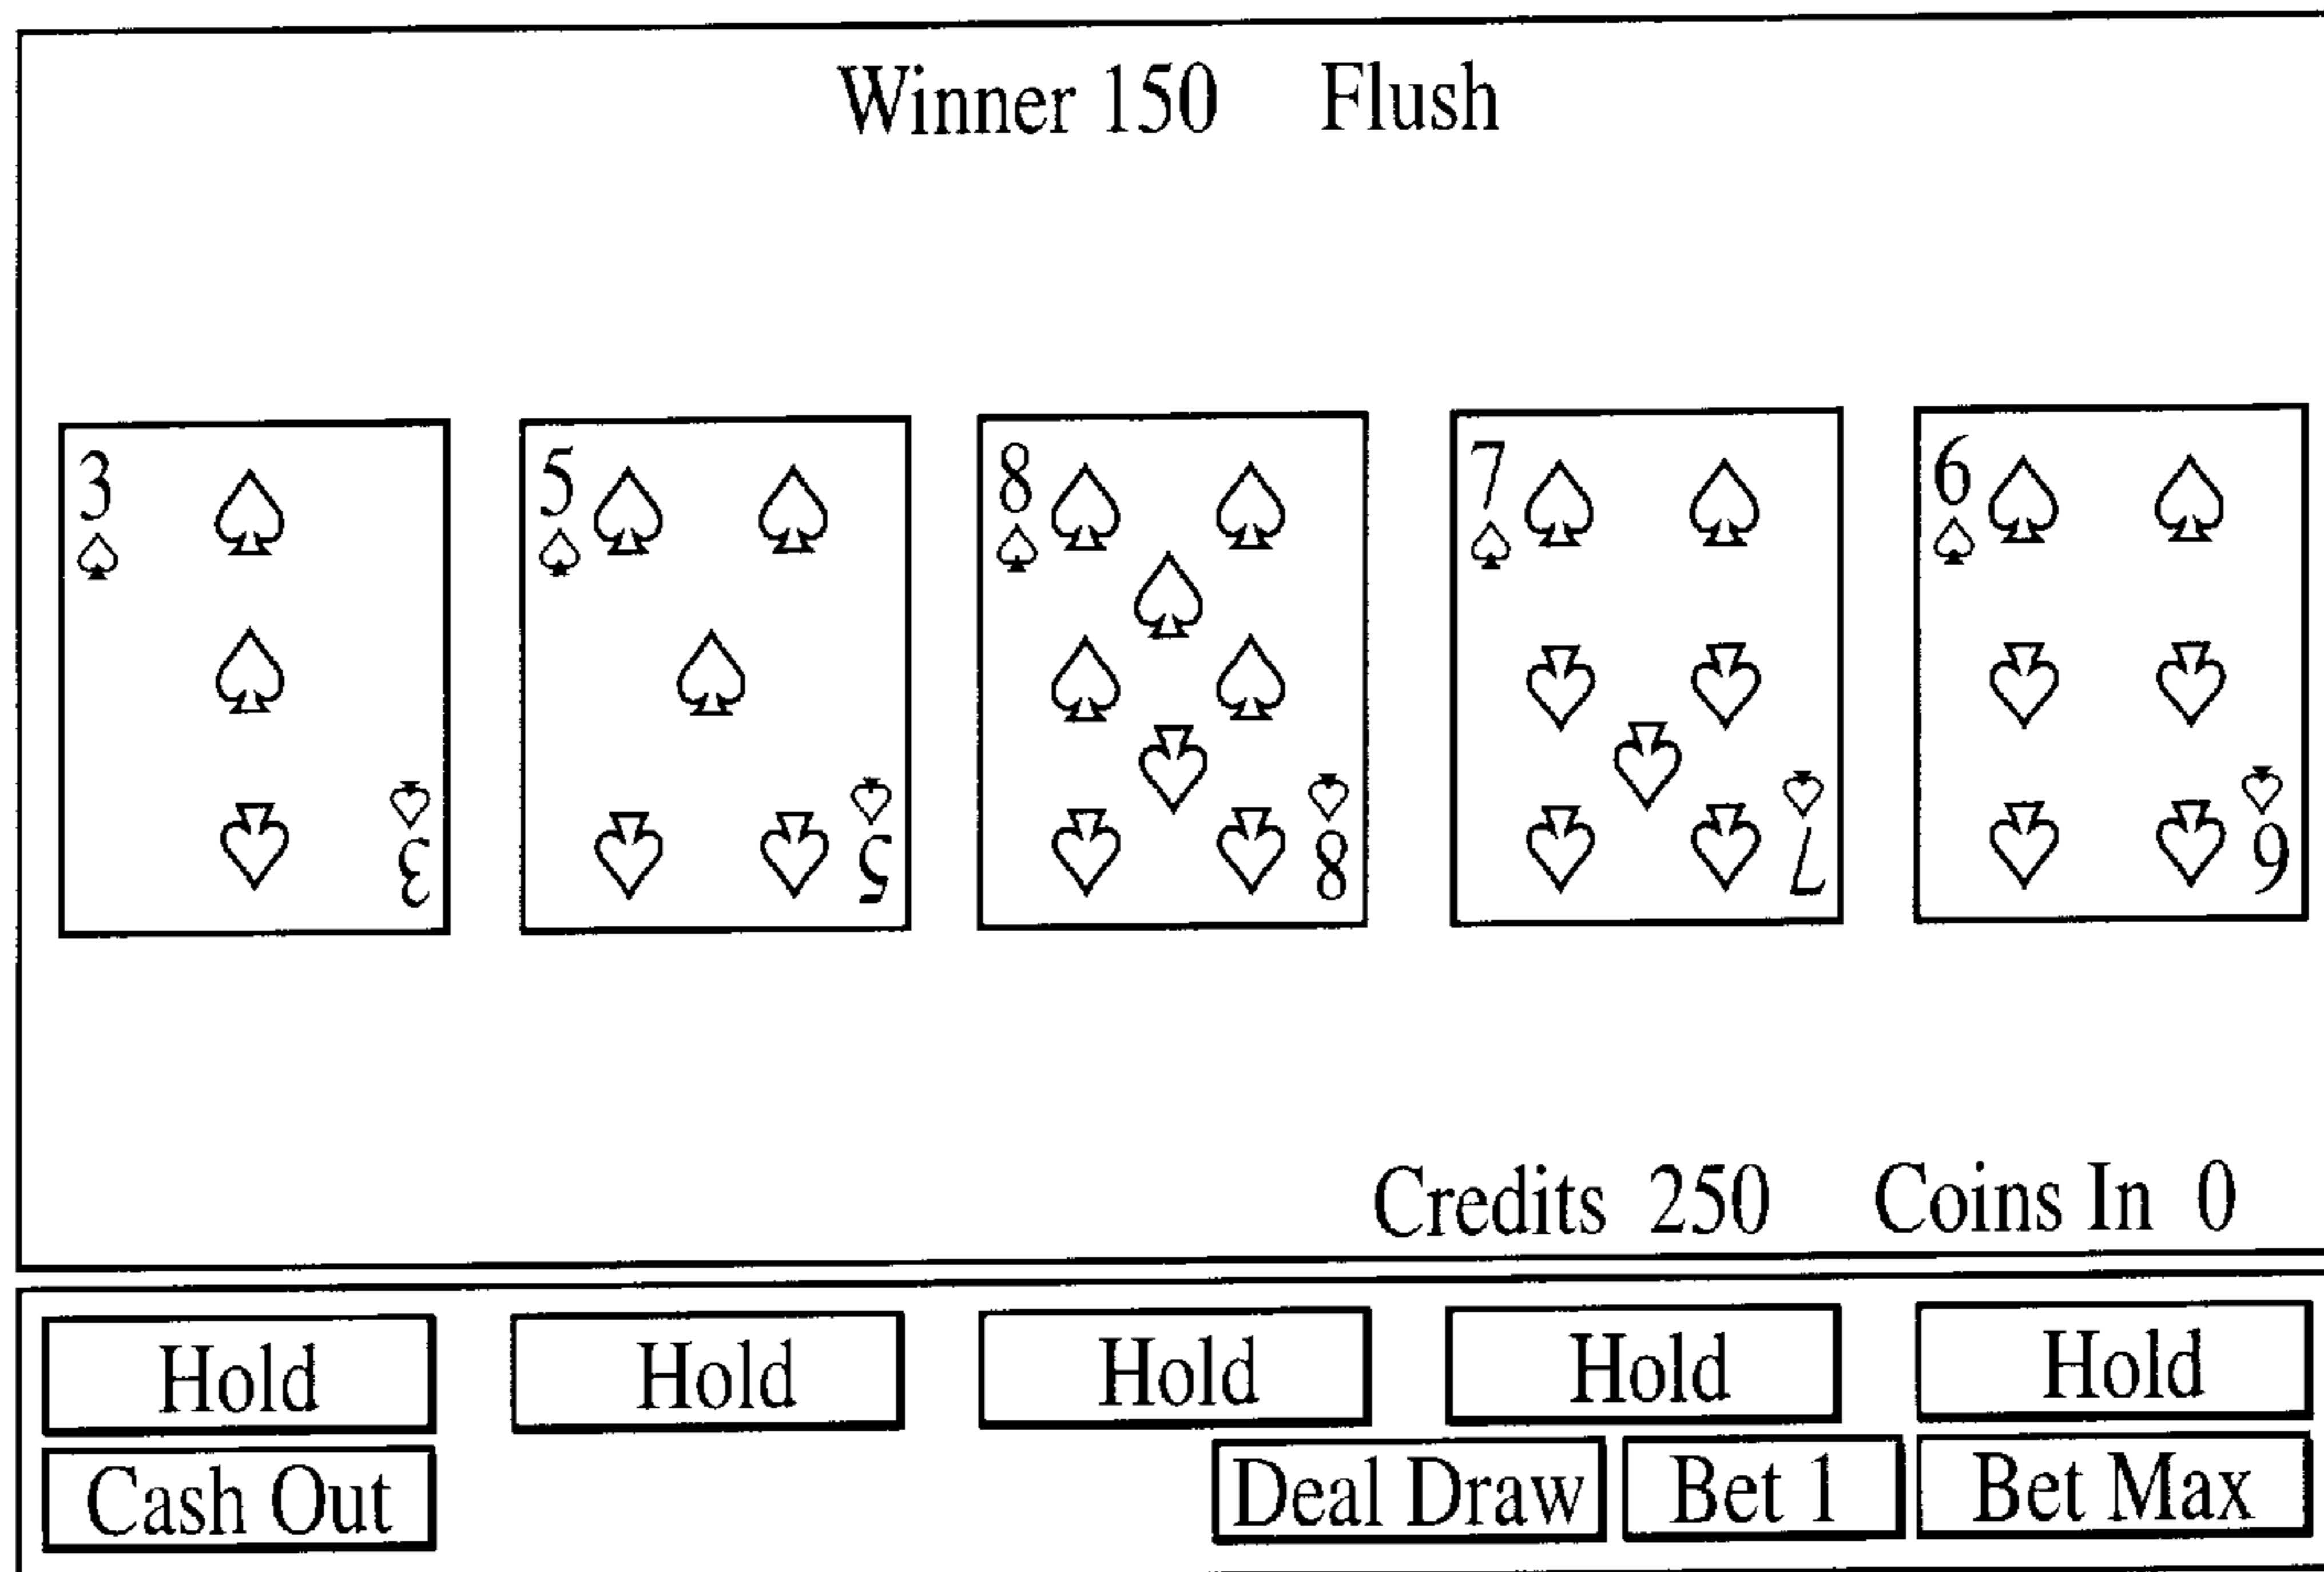 Winner 150 Flush
3 5 8 7 6
3 5 8 7 6
Credits 250 Coins In 0
Hold Hold Hold Hold Hold
Cash Out Deal Draw Bet 1 Bet Max